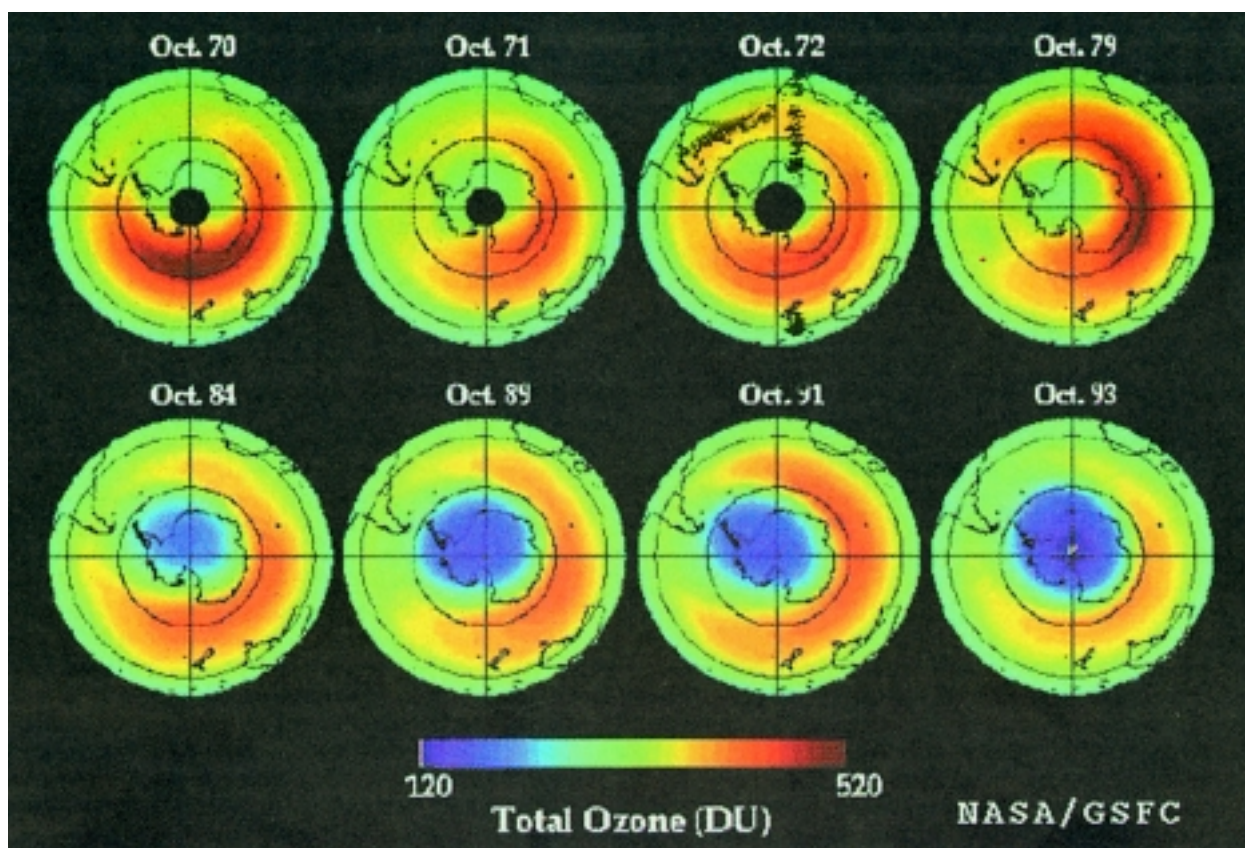 Oct. 70 Oct. 71 Oct. 72 Oct. 79
Oct. 84 Oct. 89 Oct. 91 Oct. 93
120 520
Total Ozone (DU)
NASA/GSFC